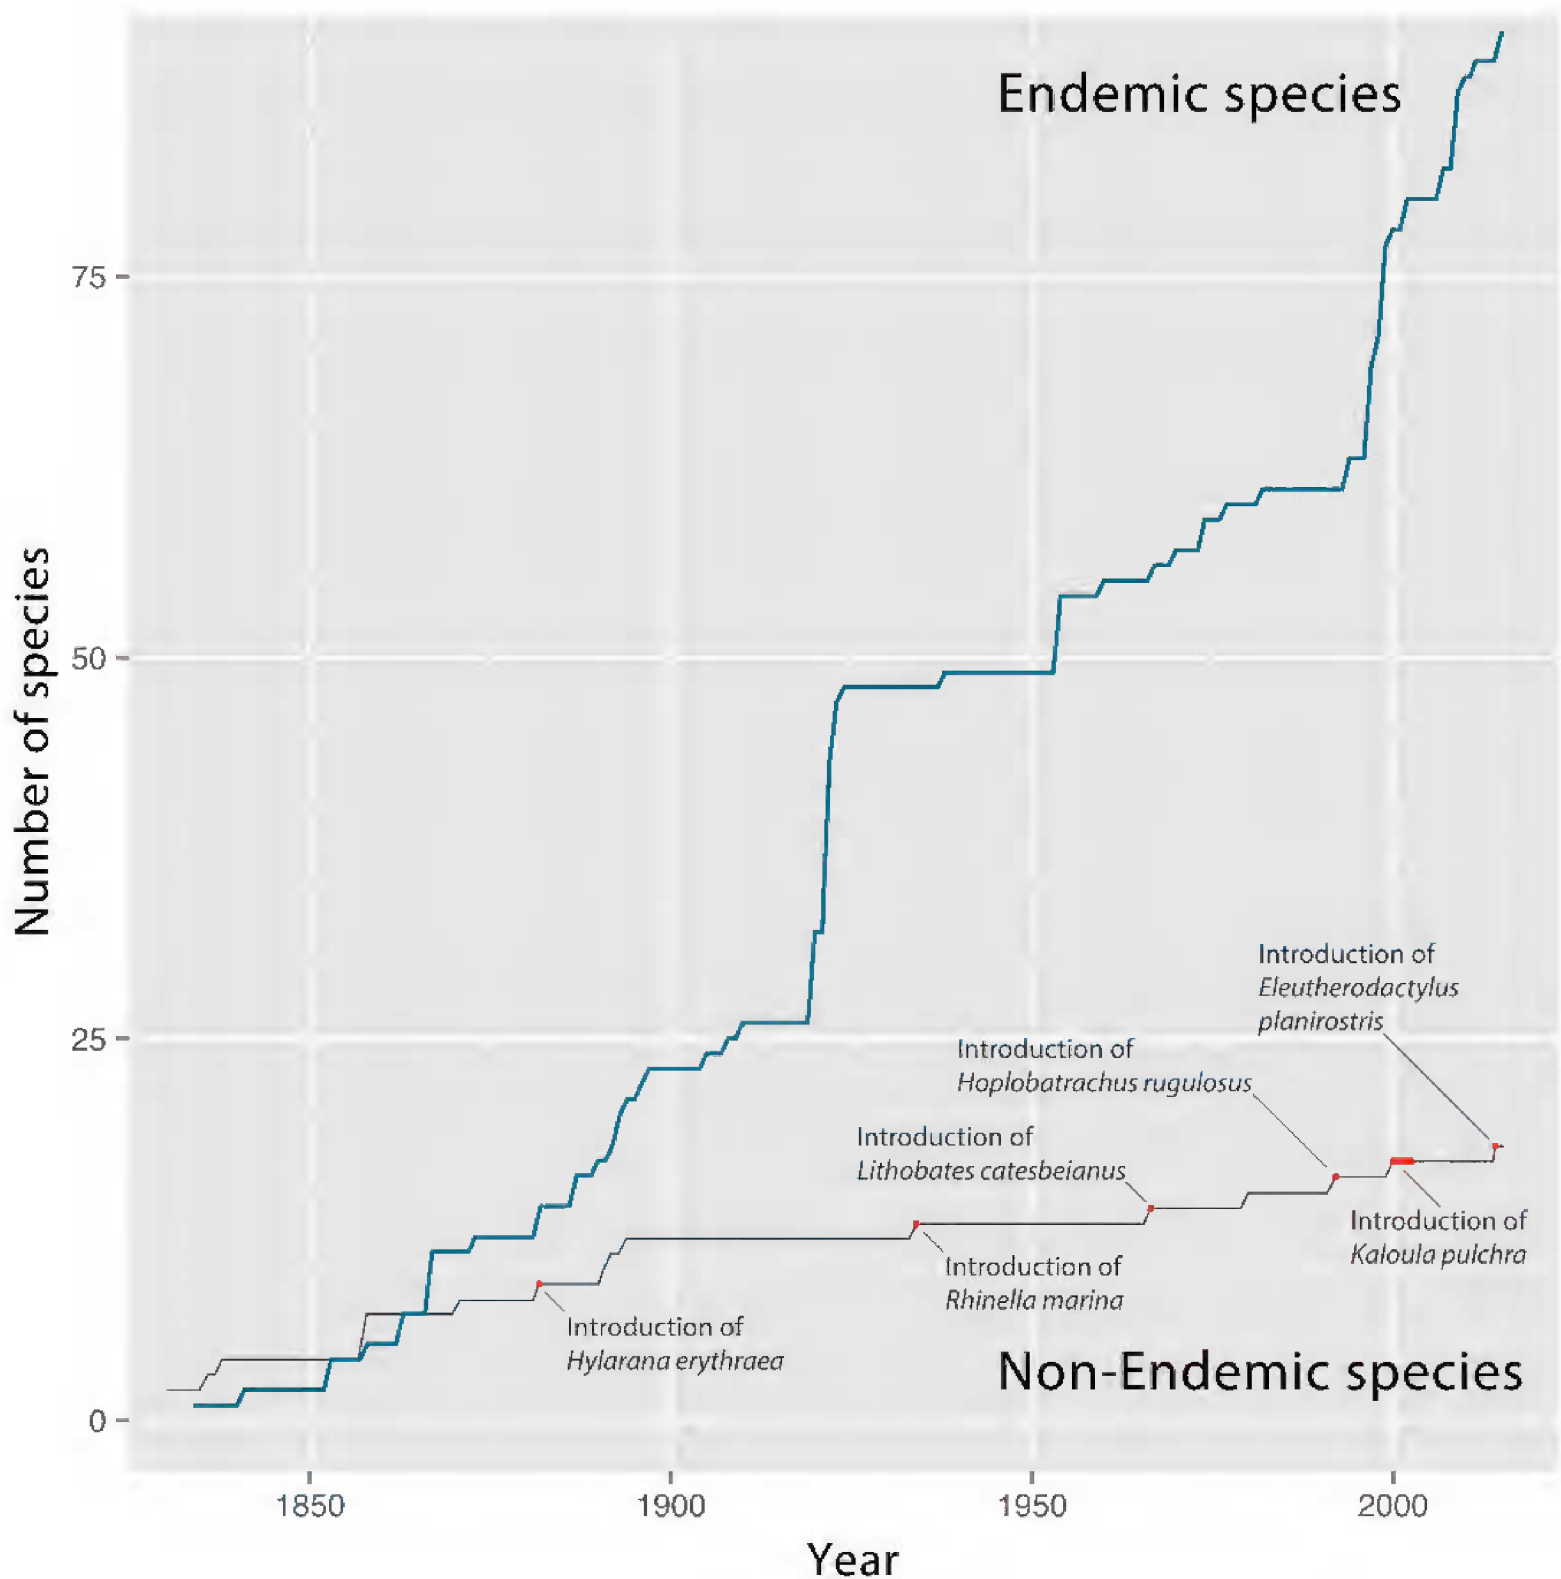 Endemic species
75
50
25
0
Number of species
Introduction of
Eleutherodactylus
planirostris
Introduction of
Hoplobatrachus rugulosus
Introduction of
Lithobates catesbeianus
Introduction of
Kaloula pulchra
Introduction of
Rhinella marina
Introduction of
Hylarana erythraea
Non-Endemic species
1850
1900
1950
2000
Year